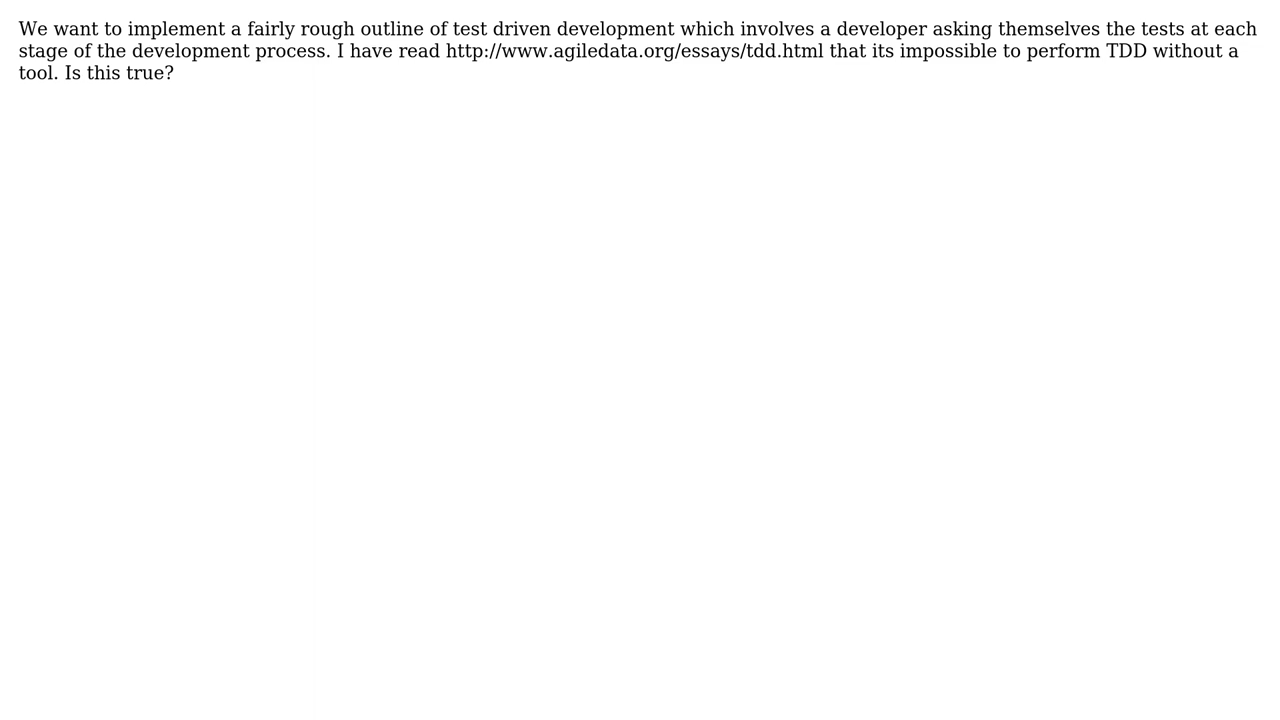 We want to implement a fairly rough outline of test driven development which involves a developer asking themselves the tests at each
stage of the development process. I have read http://www.agiledata.org/essays/tdd.html that its impossible to perform TDD without a
tool. Is this true?